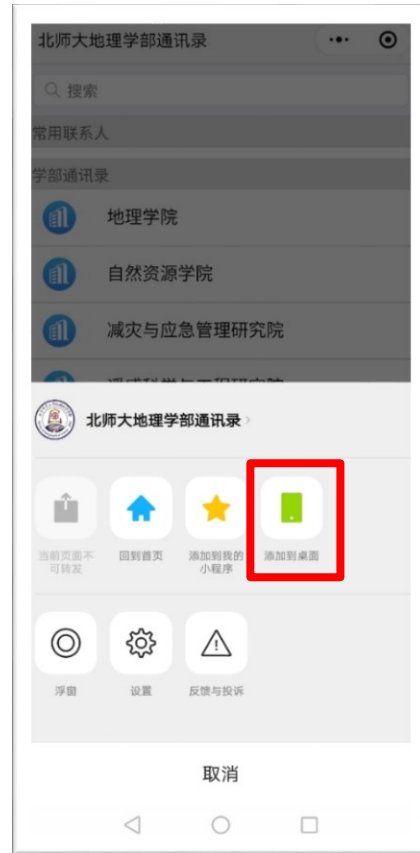 北师大地理学部通讯录
搜索
常用联系人
学部通讯录
地理学院
自然资源学院
减灾与应急管理研究院
北师大地理学部通讯录
当前页面不
可转发
回到首页
添加到我的
小程序
添加到桌面
浮窗
设置
反馈与投诉
取消